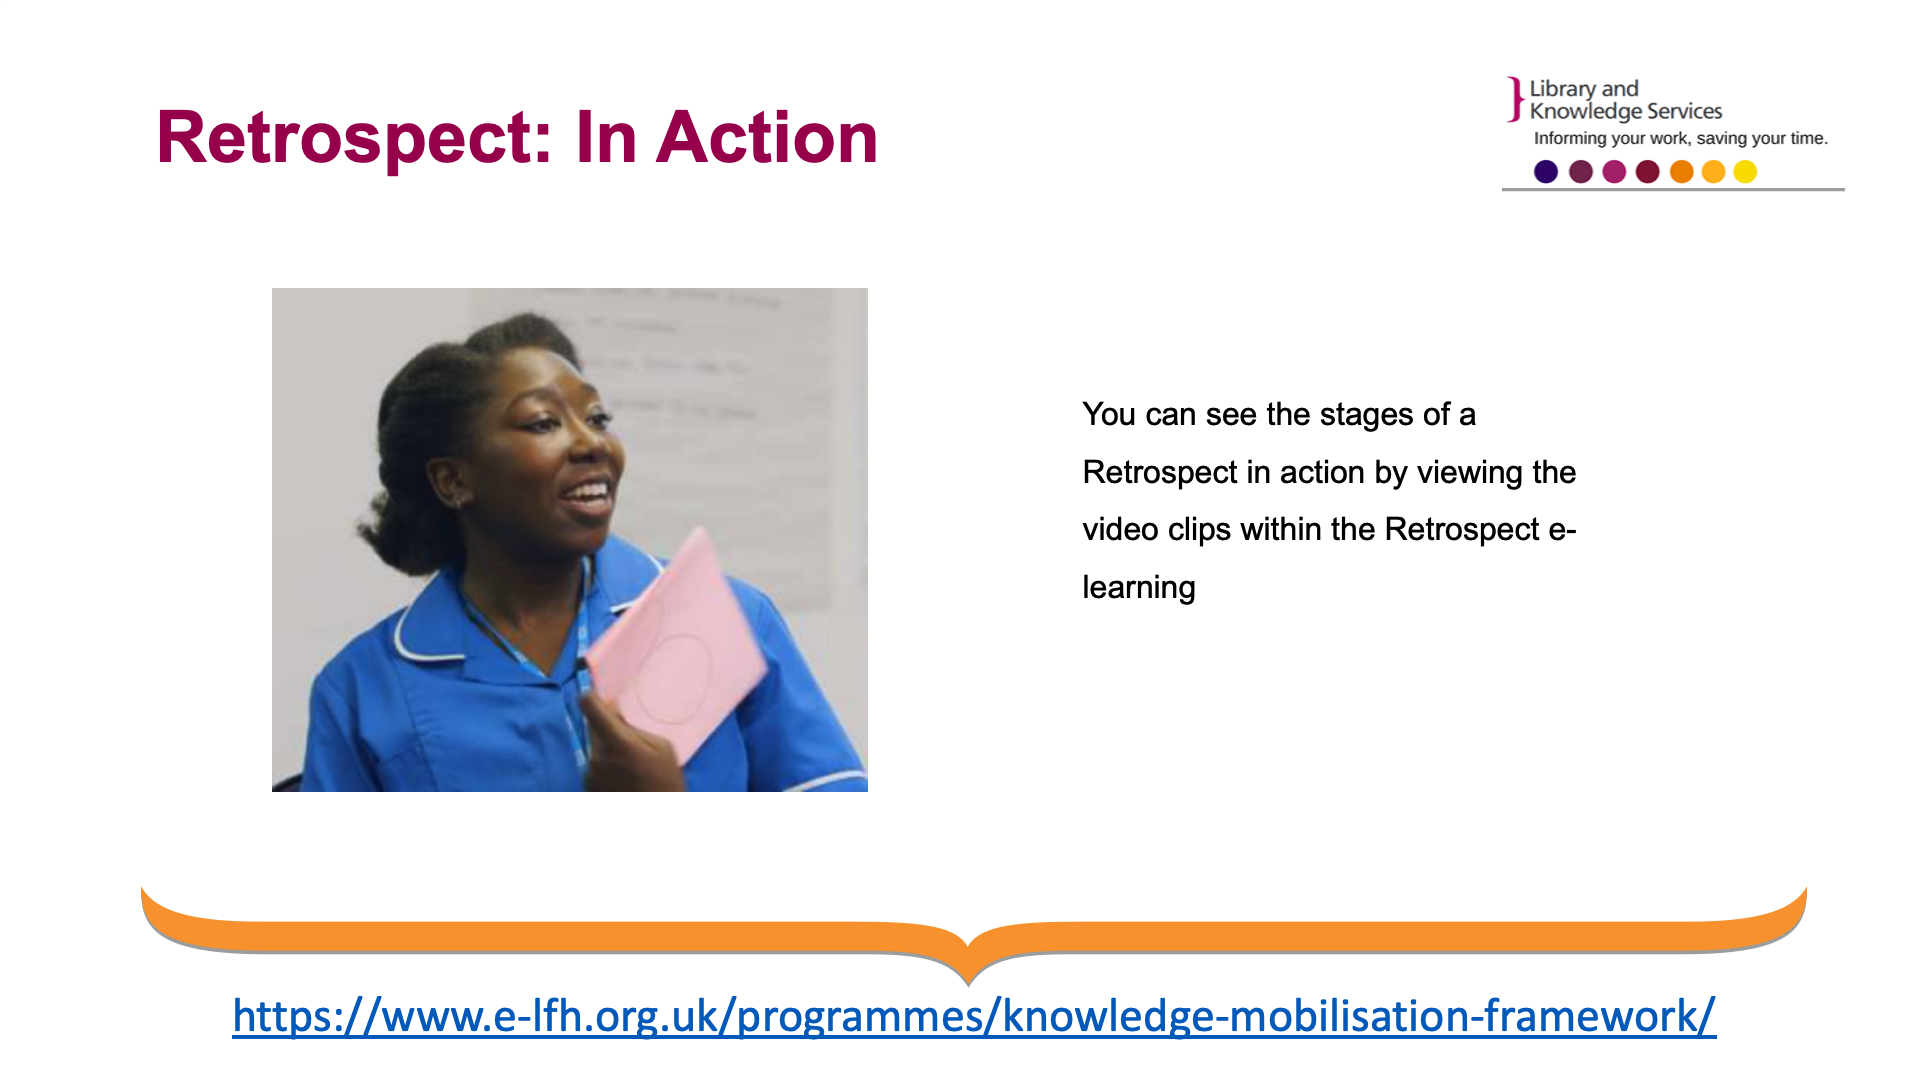 Retrospect: In Action
Library and
Knowledge Services
Informing your work, saving your time.
You can see the stages of a
Retrospect in action by viewing the
video clips within the Retrospect e-
learning
https://www.e-lfh.org.uk/programmes/knowledge-mobilisation-framework/